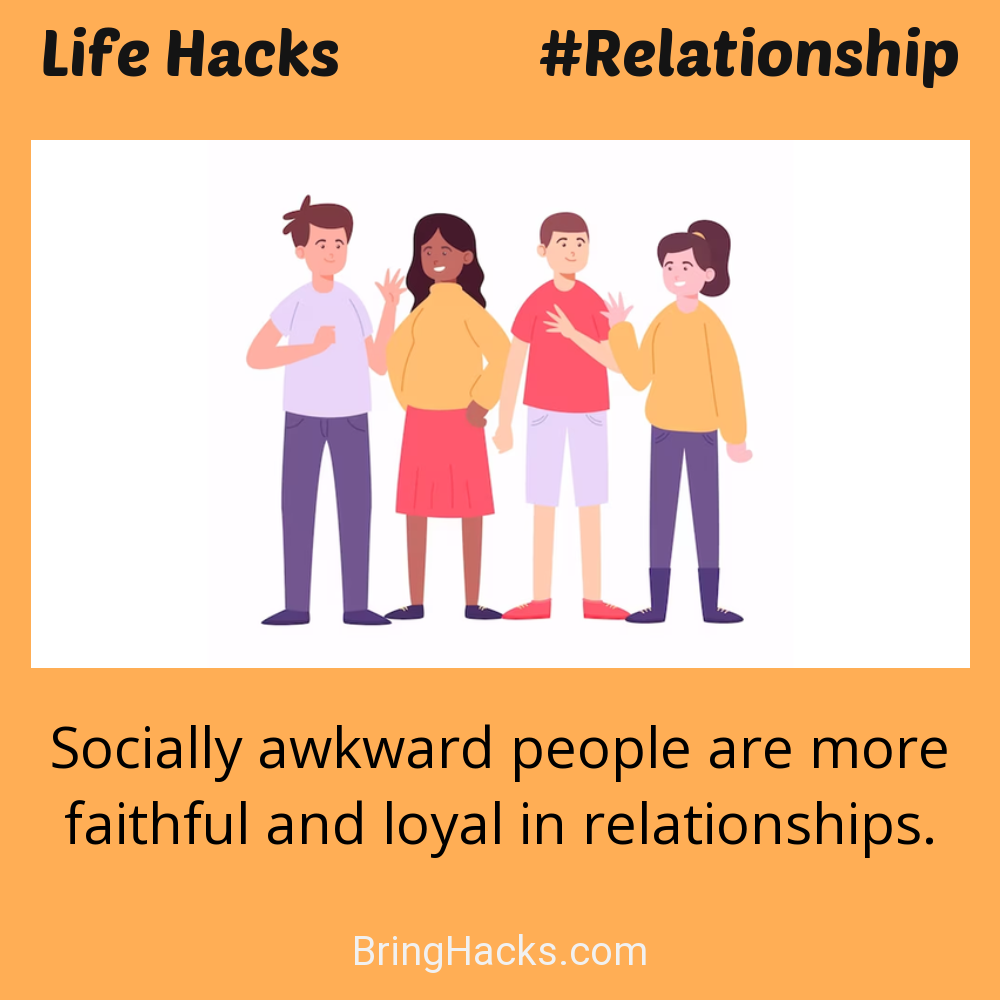 Life Hacks
#Relationship
Socially awkward people are more
faithful and loyal in relationships.
BringHacks.com